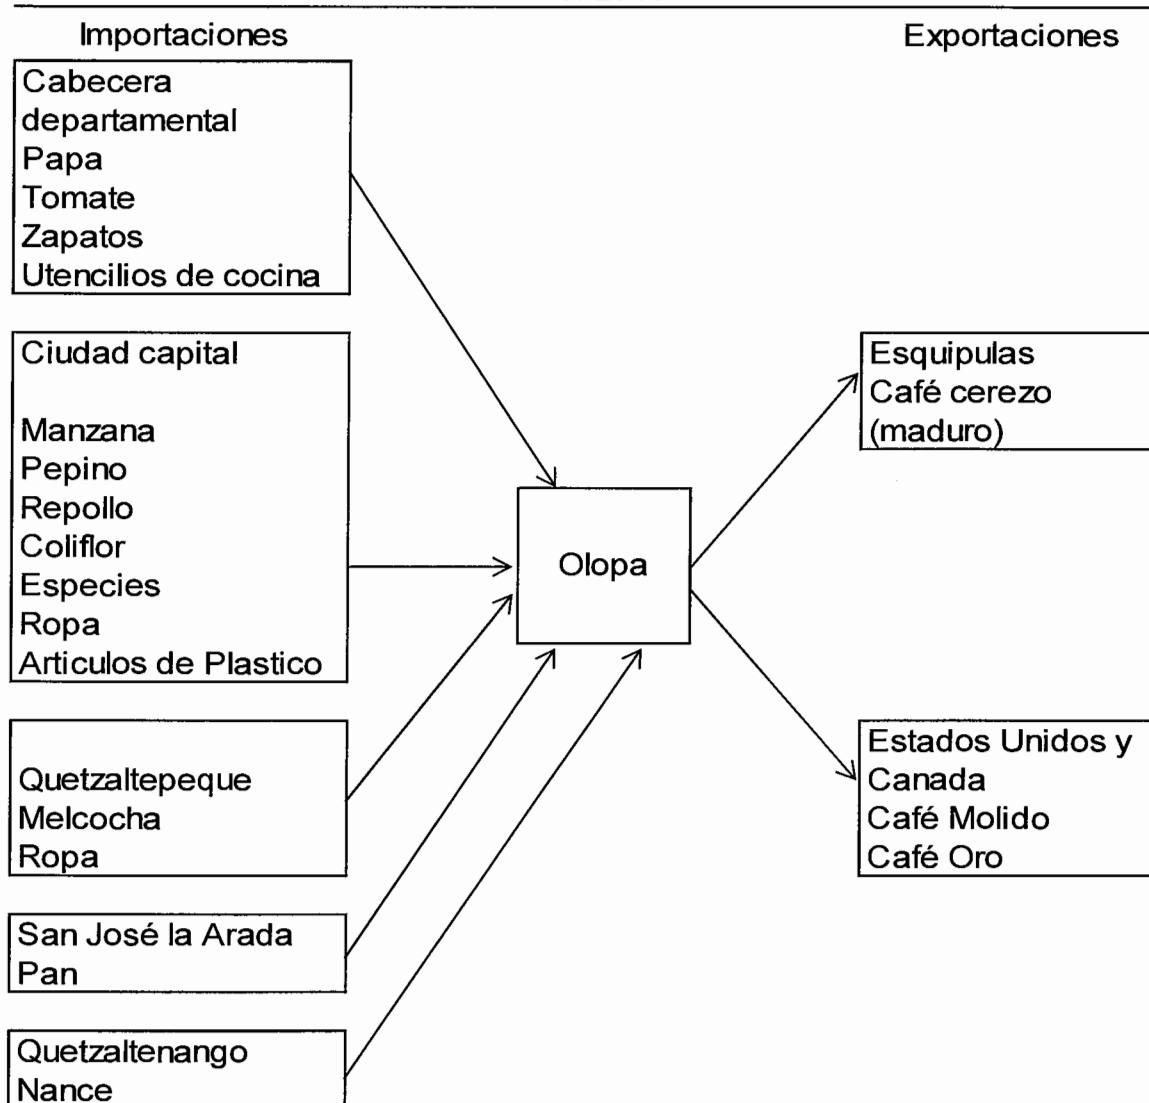 Importaciones
Exportaciones
Cabecera
departamental
Papa
Tomate
Zapatos
Utencilios de cocina
Ciudad capital
Manzana
Pepino
Repollo
Coliflor
Especies
Ropa
Articulos de Plastico
Quetzaltepeque
Melcocha
Ropa
San José la Arada
Pan
Quetzaltenango
Nance
Olopa
Esquipulas
Café cerezo
(maduro)
Estados Unidos y
Canada
Café Molido
Café Oro